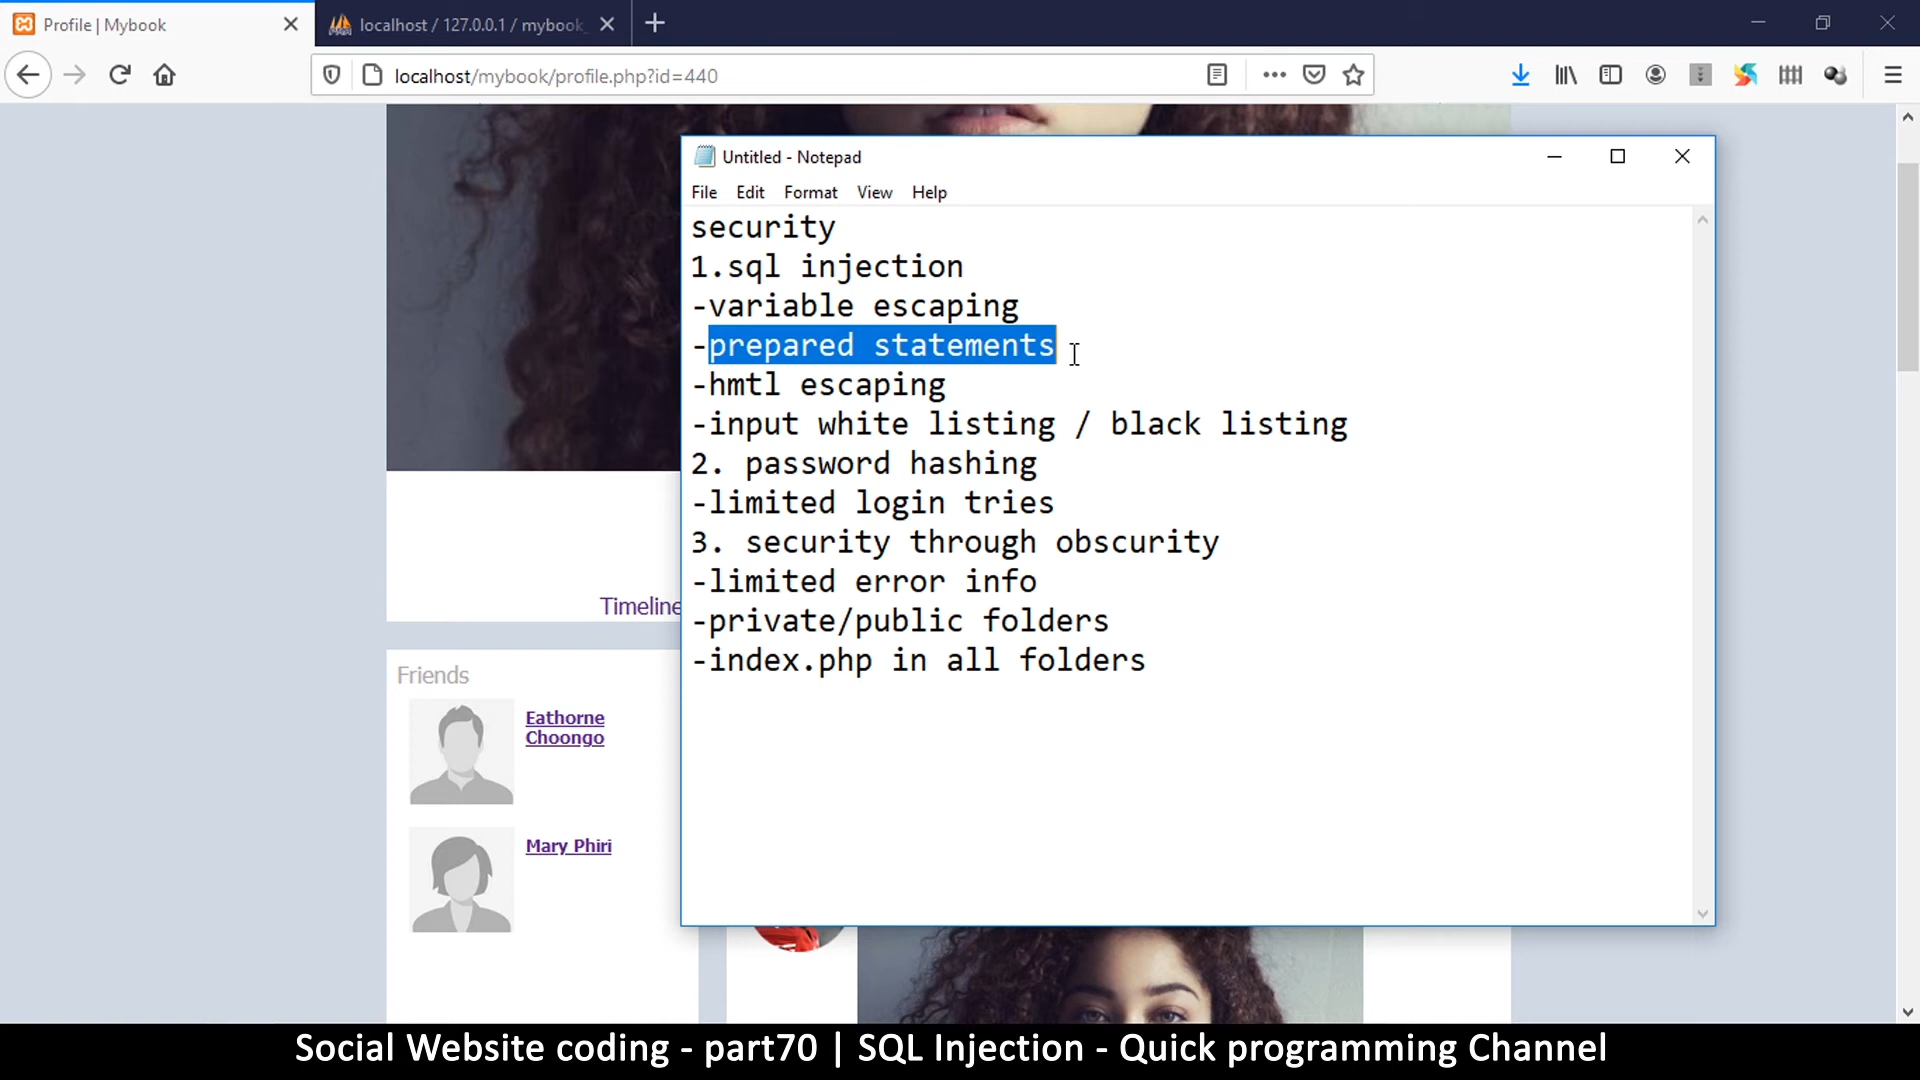 Profile | Mybook
localhost / 127.0.0.1 / mybook_
localhost/mybook/profile.php?id=440
Untitled - Notepad
File Edit Format View Help
security
1.sql injection
-variable escaping
-prepared statements
-hmtl escaping
-input white listing / black listing
2. password hashing
-limited login tries
3. security through obscurity
-limited error info
-private/public folders
-index.php in all folders
Timeline
Friends
Eathorne
Choongo
Mary Phiri
Social Website coding - part70 | SQL Injection - Quick programming Channel